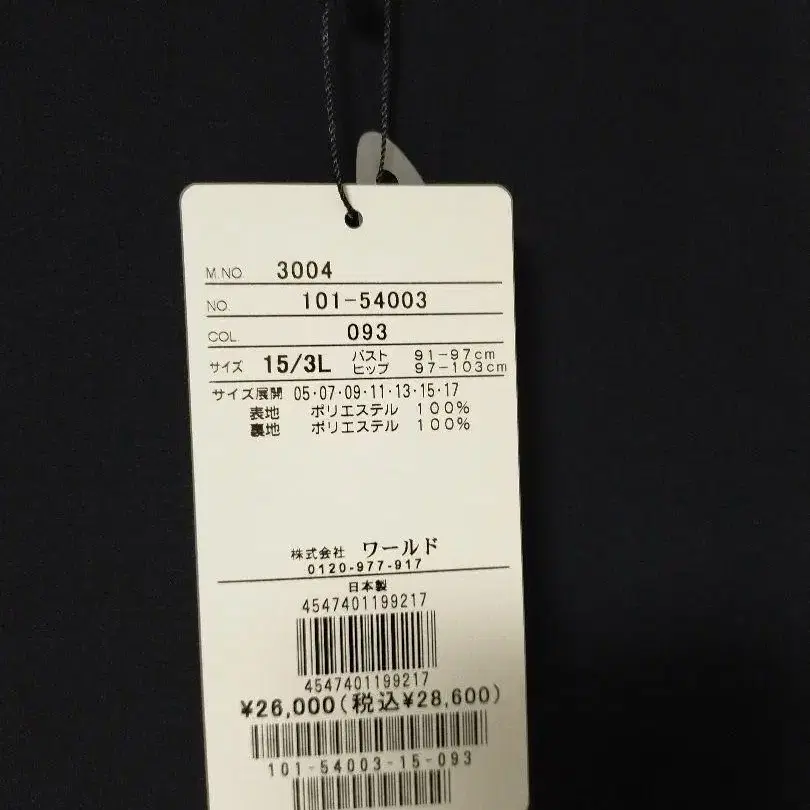 M.NO. 3004
NO. 101-54003
COL. 093
サイズ 15/3L バスト 91-97cm
ヒップ 97-103cm
サイズ展開 05・07・09・11・13・15・17
表地 ポリエステル 100%
裏地 ポリエステル 100%
株式会社 ワールド
0120-977-917
日本製
4547401199217
4547401199217
¥26,000(税込¥28,600)
101-54003-15-093